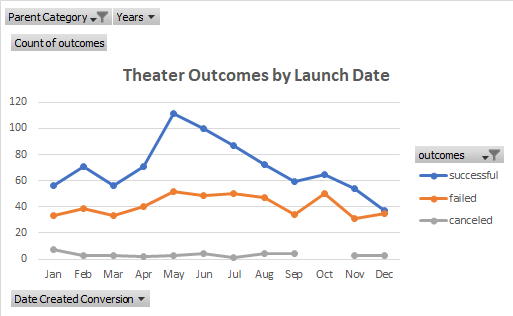 Parent Category Years
Count of outcomes
Theater Outcomes by Launch Date
120
100
80
60
40
20
0
Jan Feb Mar Apr May Jun Jul Aug Sep Oct Nov Dec
outcomes
successful
failed
canceled
Date Created Conversion